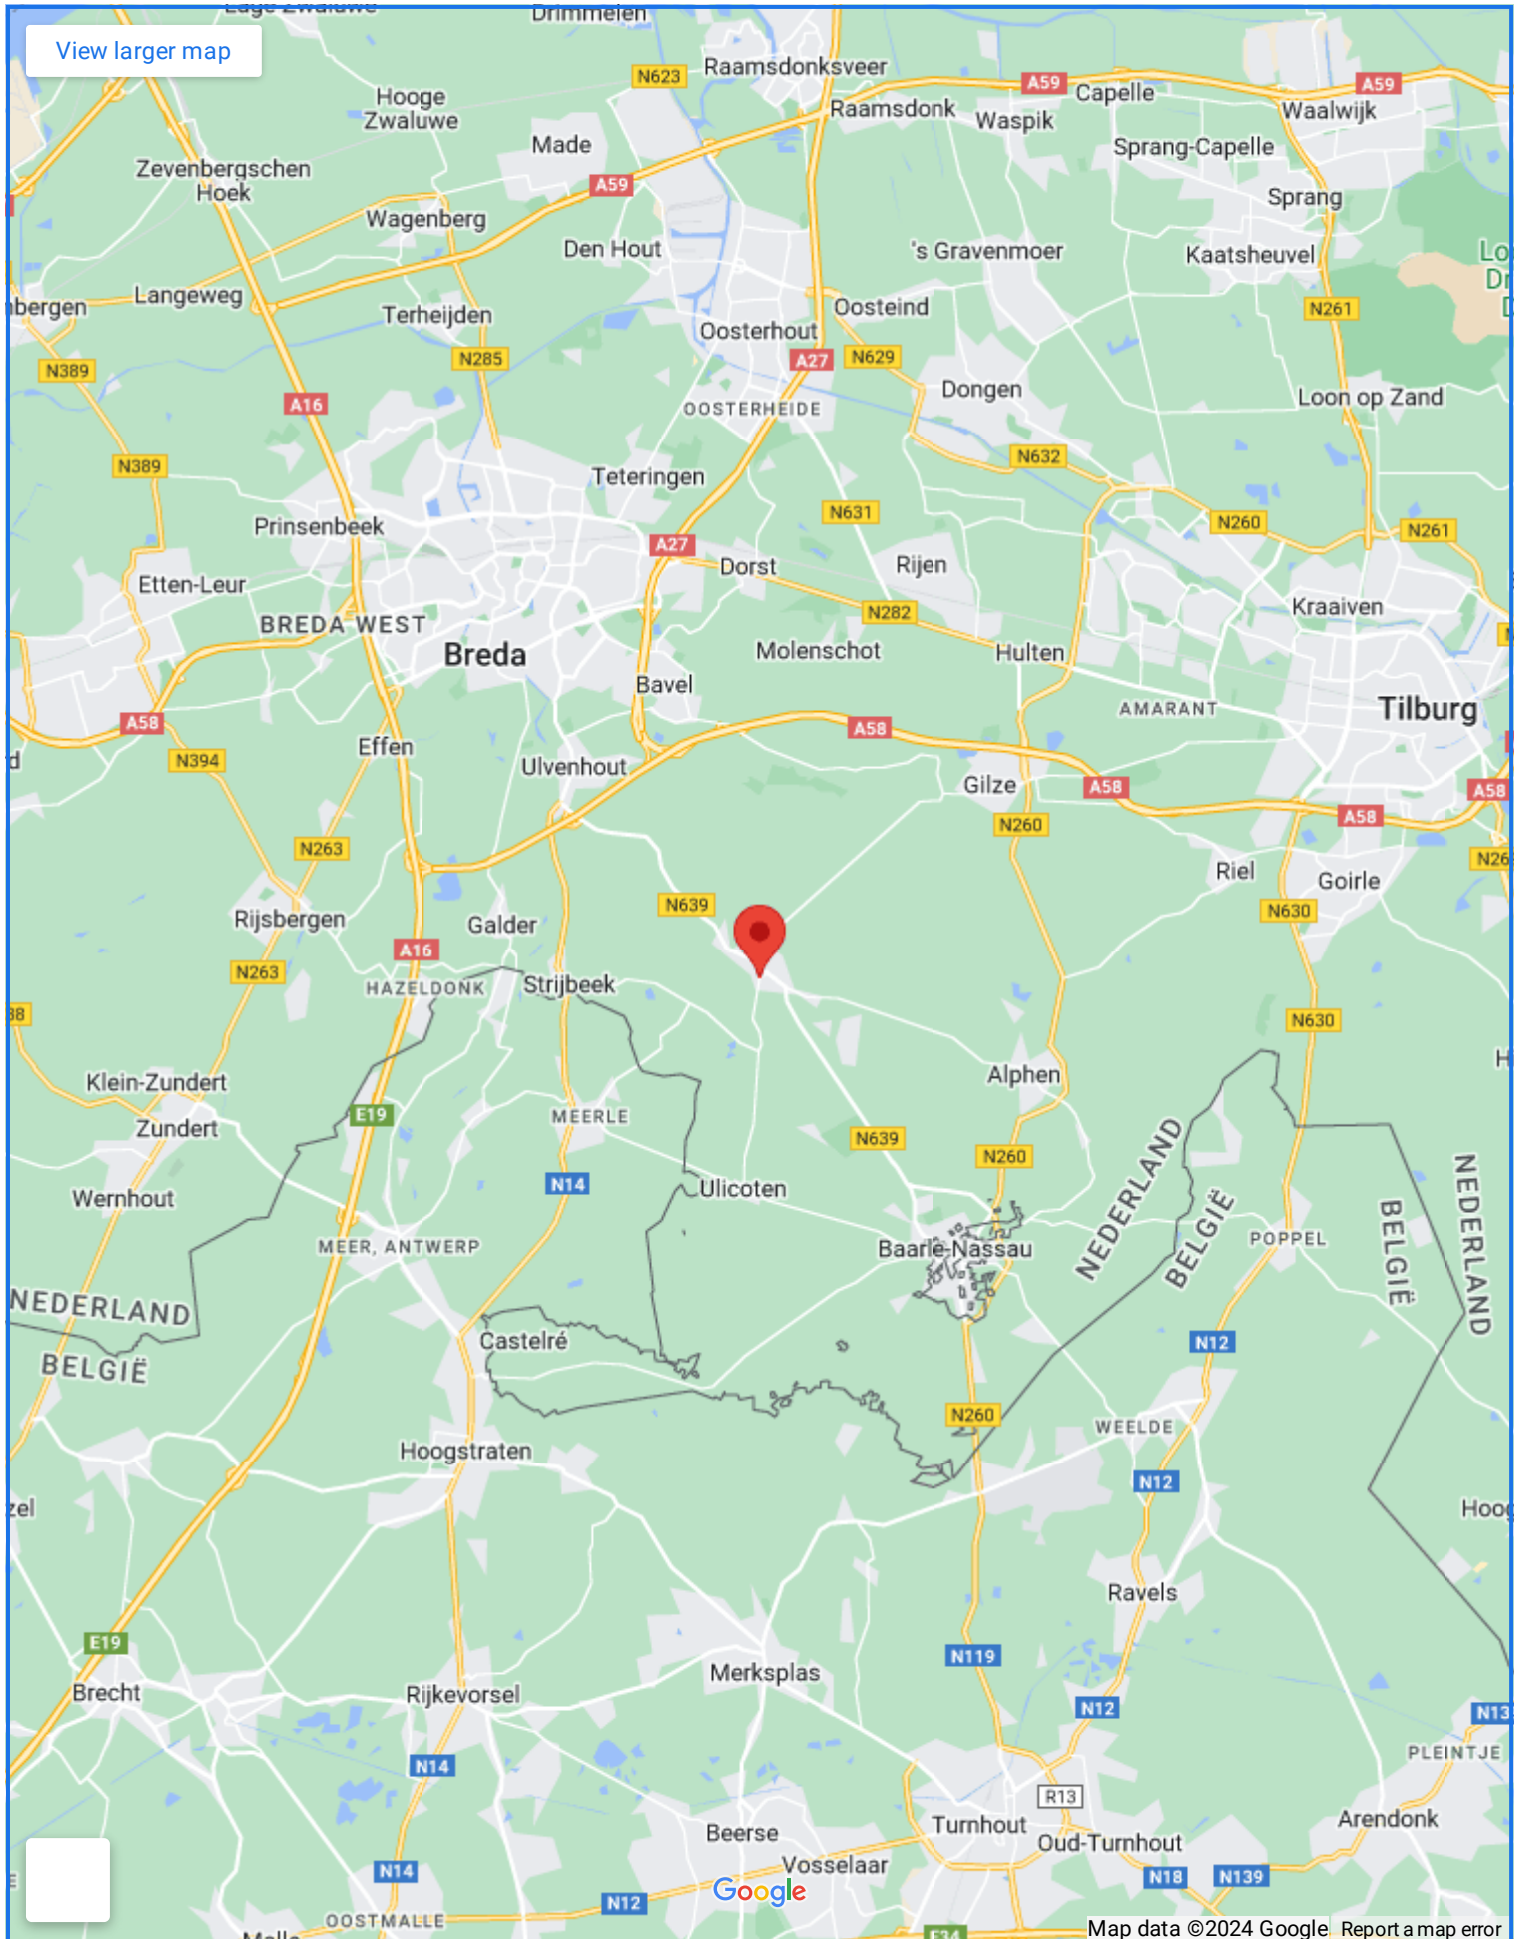 Drimmelen
View larger map
N623
Raamsdonksveer
A59
Capelle
A59
Hooge
Zwaluwe
Raamsdonk
Waspik
Waalwijk
Made
Sprang-Capelle
Zevenbergschen
Hoek
A59
Sprang
Wagenberg
Den Hout
's Gravenmoer
Kaatsheuvel
Langeweg
Terheijden
Oosteind
N261
Oosterhout
N389
N285
A27
N629
A16
OOSTERHEIDE
Dongen
Loon op Zand
N389
Teteringen
N632
N631
N260
N261
Prinsenbeek
A27
Dorst
Rijen
Etten-Leur
N282
Kraaiven
BREDA WEST
Breda
Molenschot
Hulten
Bavel
AMARANT
Tilburg
A58
A58
Effen
N394
Ulvenhout
Gilze
A58
A58
A58
N260
N263
Riel
Goirle
N639
N630
Rijsbergen
Galder
A16
N263
HAZELDONK
Strijbeek
N630
Alphen
Klein-Zundert
E19
MEERLE
Zundert
N639
N260
NEDERLAND
BELGIË
N14
Ulicoten
Wernhout
NEDERLAND
BELGIË
MEER, ANTWERP
Baarle-Nassau
POPPEL
NEDERLAND
BELGIË
Castelré
N12
N260
WEELDE
Hoogstraten
N12
Ravels
E19
N119
Merksplas
Brecht
Rijkevorsel
N12
N14
PLEINTJE
R13
Turnhout
Arendonk
Beerse
Oud-Turnhout
Vosselaar
N14
N18
N139
N12
Google
OOSTMALLE
E34
Map data ©2024 Google
Report a map error